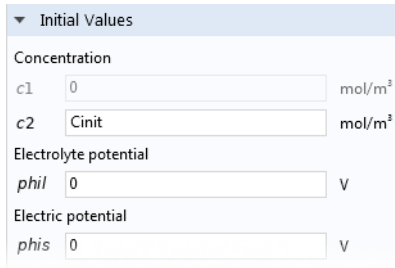 Initial Values
Concentration
c1 0 mol/m³
c2 Cinit mol/m³
Electrolyte potential
phil 0 V
Electric potential
phis 0 V